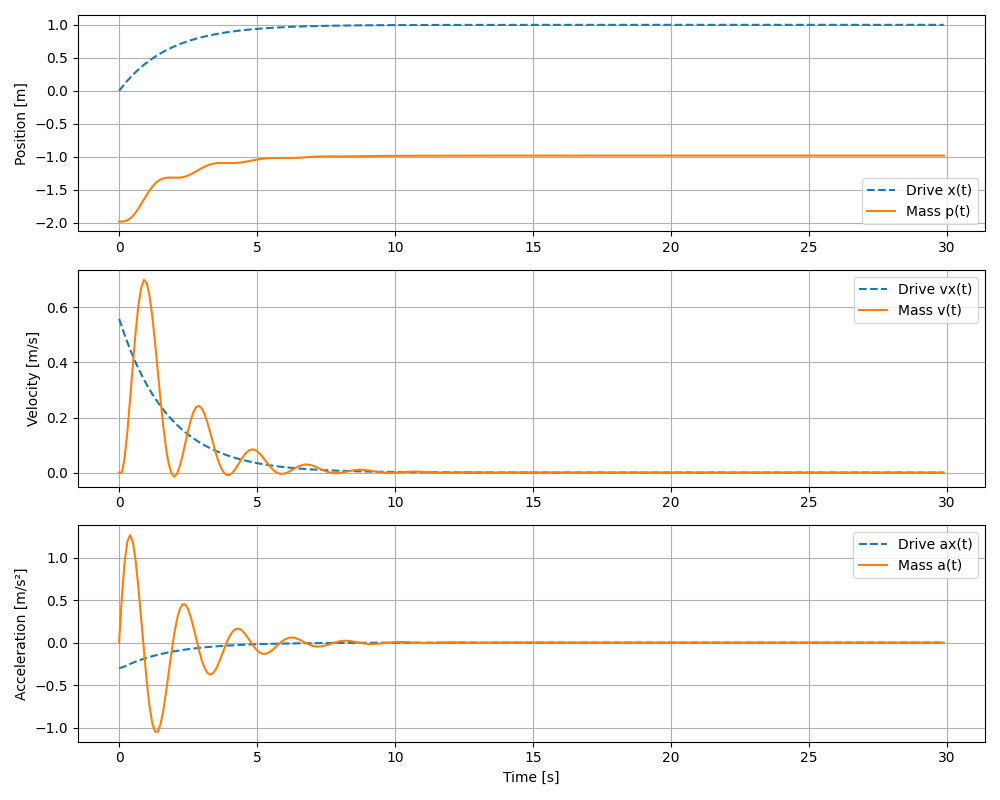 Position [m]
1.0
0.5
0.0
−0.5
−1.0
−1.5
−2.0
Drive x(t)
Mass p(t)
0 5 10 15 20 25 30
Velocity [m/s]
0.6
0.4
0.2
0.0
Drive vx(t)
Mass v(t)
0 5 10 15 20 25 30
Acceleration [m/s²]
1.0
0.5
0.0
−0.5
−1.0
Drive ax(t)
Mass a(t)
0 5 10 15 20 25 30
Time [s]